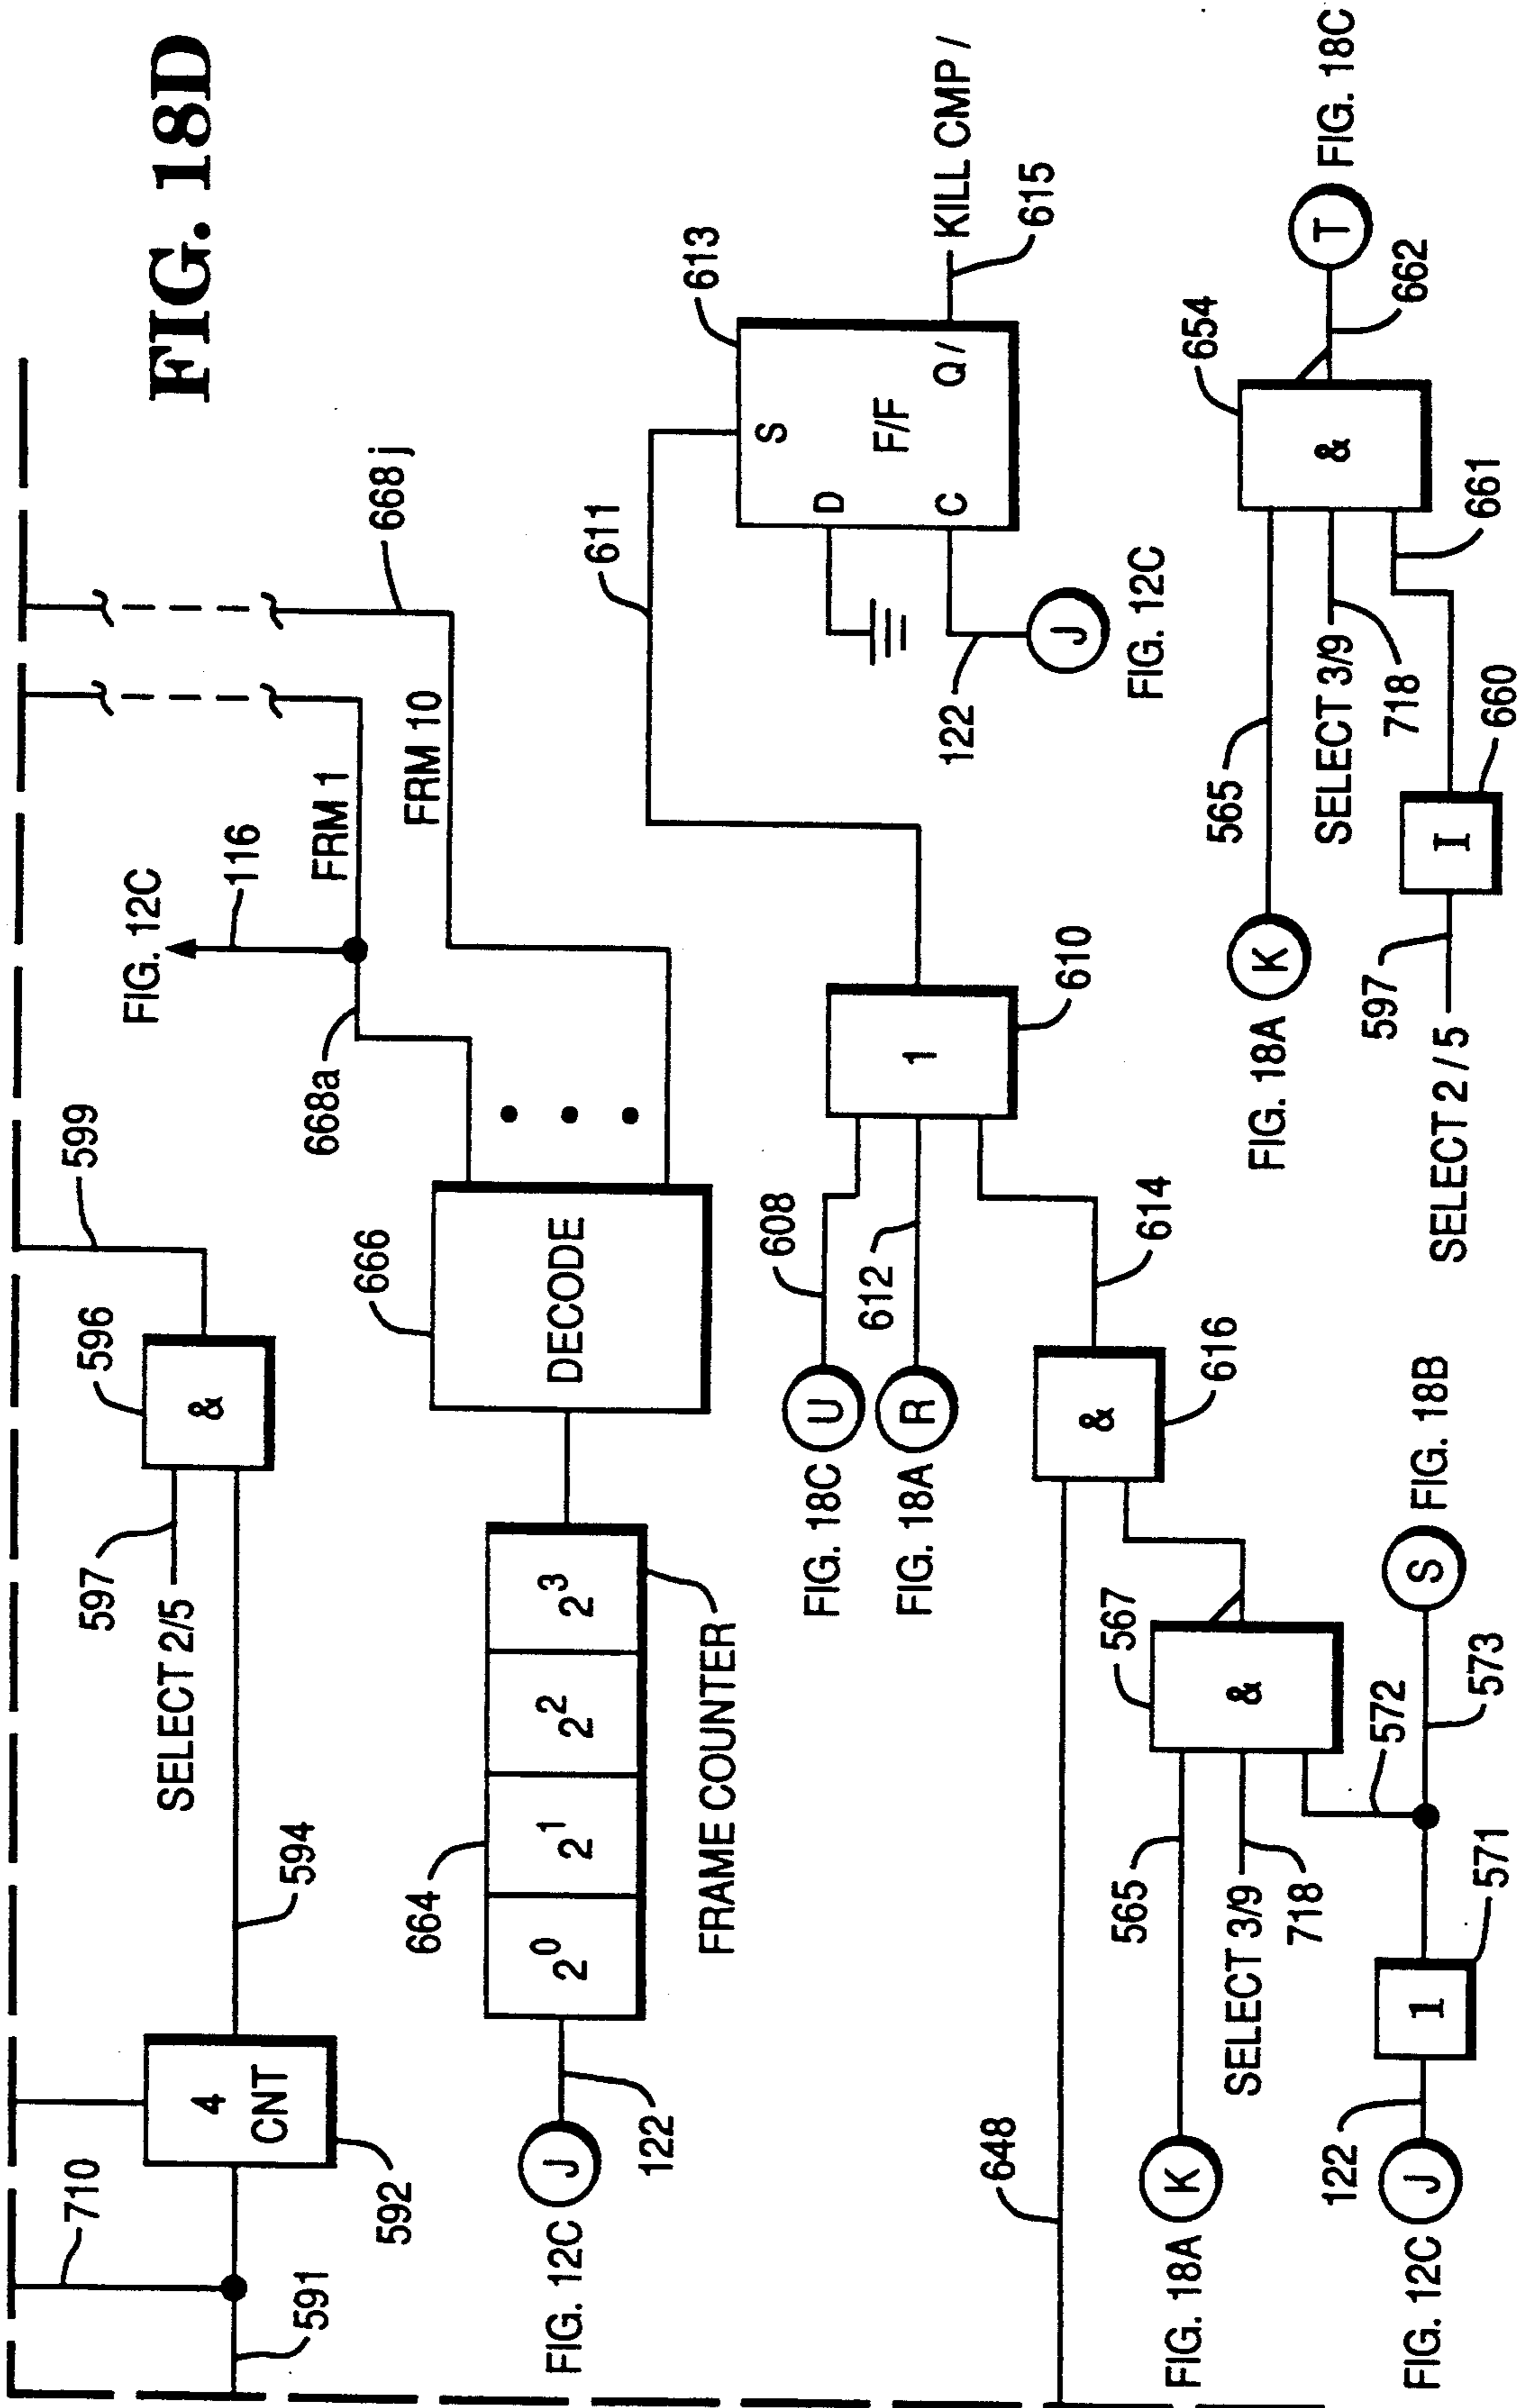 FIG. 18D
710
591
4
CNT
592
594
SELECT 2/5
597
&
596
599
FIG. 12C
J
122
664
2⁰
2¹
2²
2³
FRAME COUNTER
DECODE
666
668a
FIG. 12C
116
FRM 1
FRM 10
668j
FIG. 18C
U
608
FIG. 18A
R
612
614
1
610
611
S
D
F/F
C
Q/
613
KILL CMP /
615
122
J
FIG. 12C
648
&
616
FIG. 18A
K
565
SELECT 3/9
718
&
567
572
FIG. 12C
J
122
1
571
573
S
FIG. 18B
FIG. 18A
K
565
SELECT 3/9
718
&
654
661
662
T
FIG. 18C
SELECT 2 / 5
597
I
660